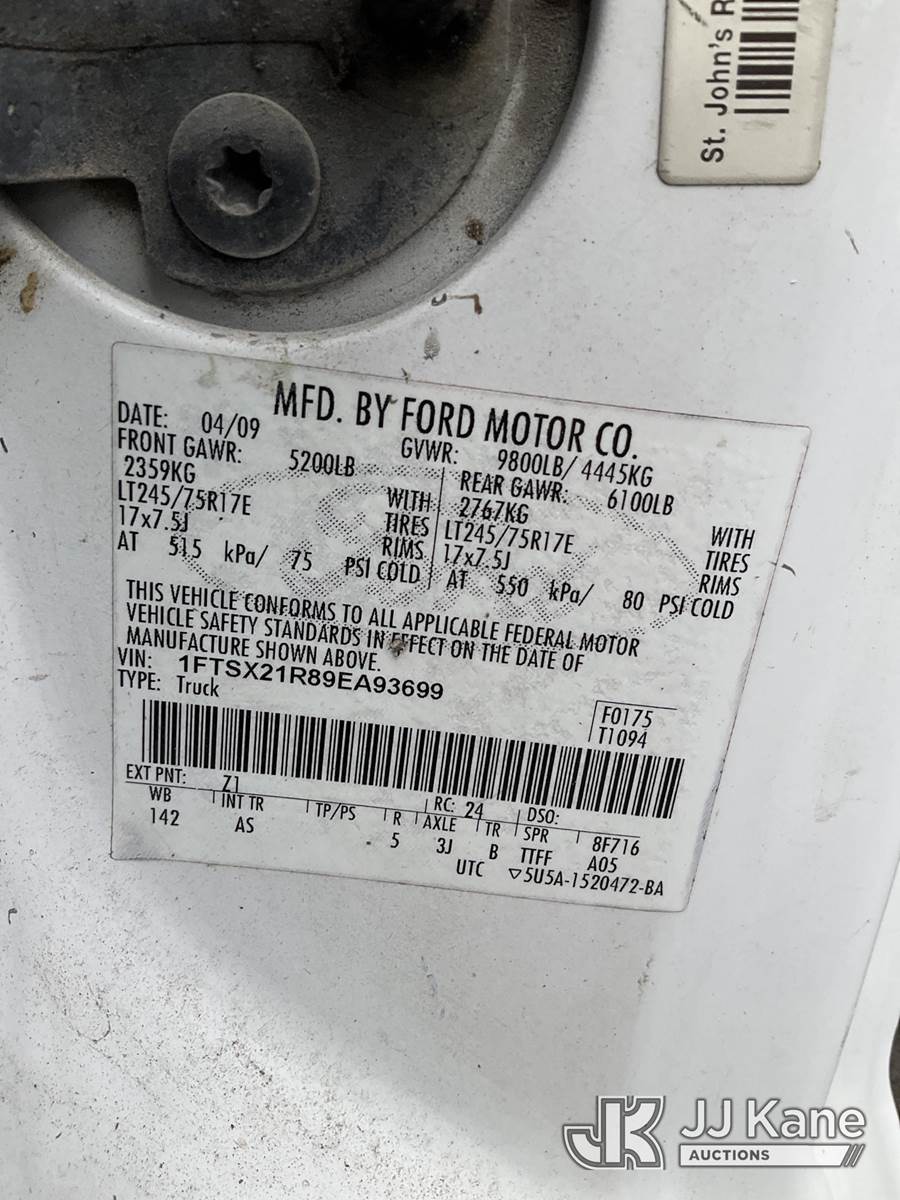 St. John's R
MFD. BY FORD MOTOR CO.
DATE: 04/09 GVWR: 9800LB/ 4445KG
FRONT GAWR: 5200LB REAR GAWR: 6100LB
2359KG WITH 2767KG WITH
LT245/75R17E TIRES LT245/75R17E TIRES
17x7.5J RIMS 17x7.5J RIMS
AT 515 kPa/ 75 PSI COLD AT 550 kPa/ 80 PSI COLD
THIS VEHICLE CONFORMS TO ALL APPLICABLE FEDERAL MOTOR
VEHICLE SAFETY STANDARDS IN EFFECT ON THE DATE OF
MANUFACTURE SHOWN ABOVE.
VIN: 1FTSX21R89EA93699
TYPE: Truck
F0175
T1094
EXT PNT: Z1 RC: 24 DSO:
WB INT TR TP/PS R AXLE TR SPR 8F716
142 AS 5 3J B TTFF A05
UTC ▽5U5A-1520472-BA
JK JJ Kane
AUCTIONS